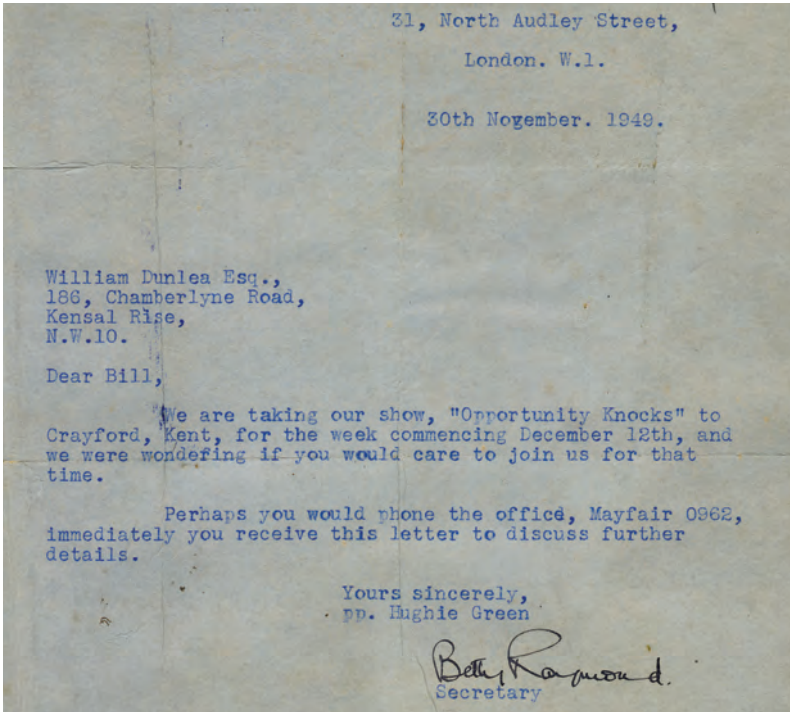 31, North Audley Street,
London. W.1.
30th November. 1949.
William Dunlea Esq.,
186, Chamberlyne Road,
Kensal Rise,
N.W.10.
Dear Bill,
We are taking our show, "Opportunity Knocks" to
Crayford, Kent, for the week commencing December 12th, and
we were wondering if you would care to join us for that
time.
Perhaps you would phone the office, Mayfair 0962,
immediately you receive this letter to discuss further
details.
Yours sincerely,
pp. Hughie Green
Betty Raymond.
Secretary